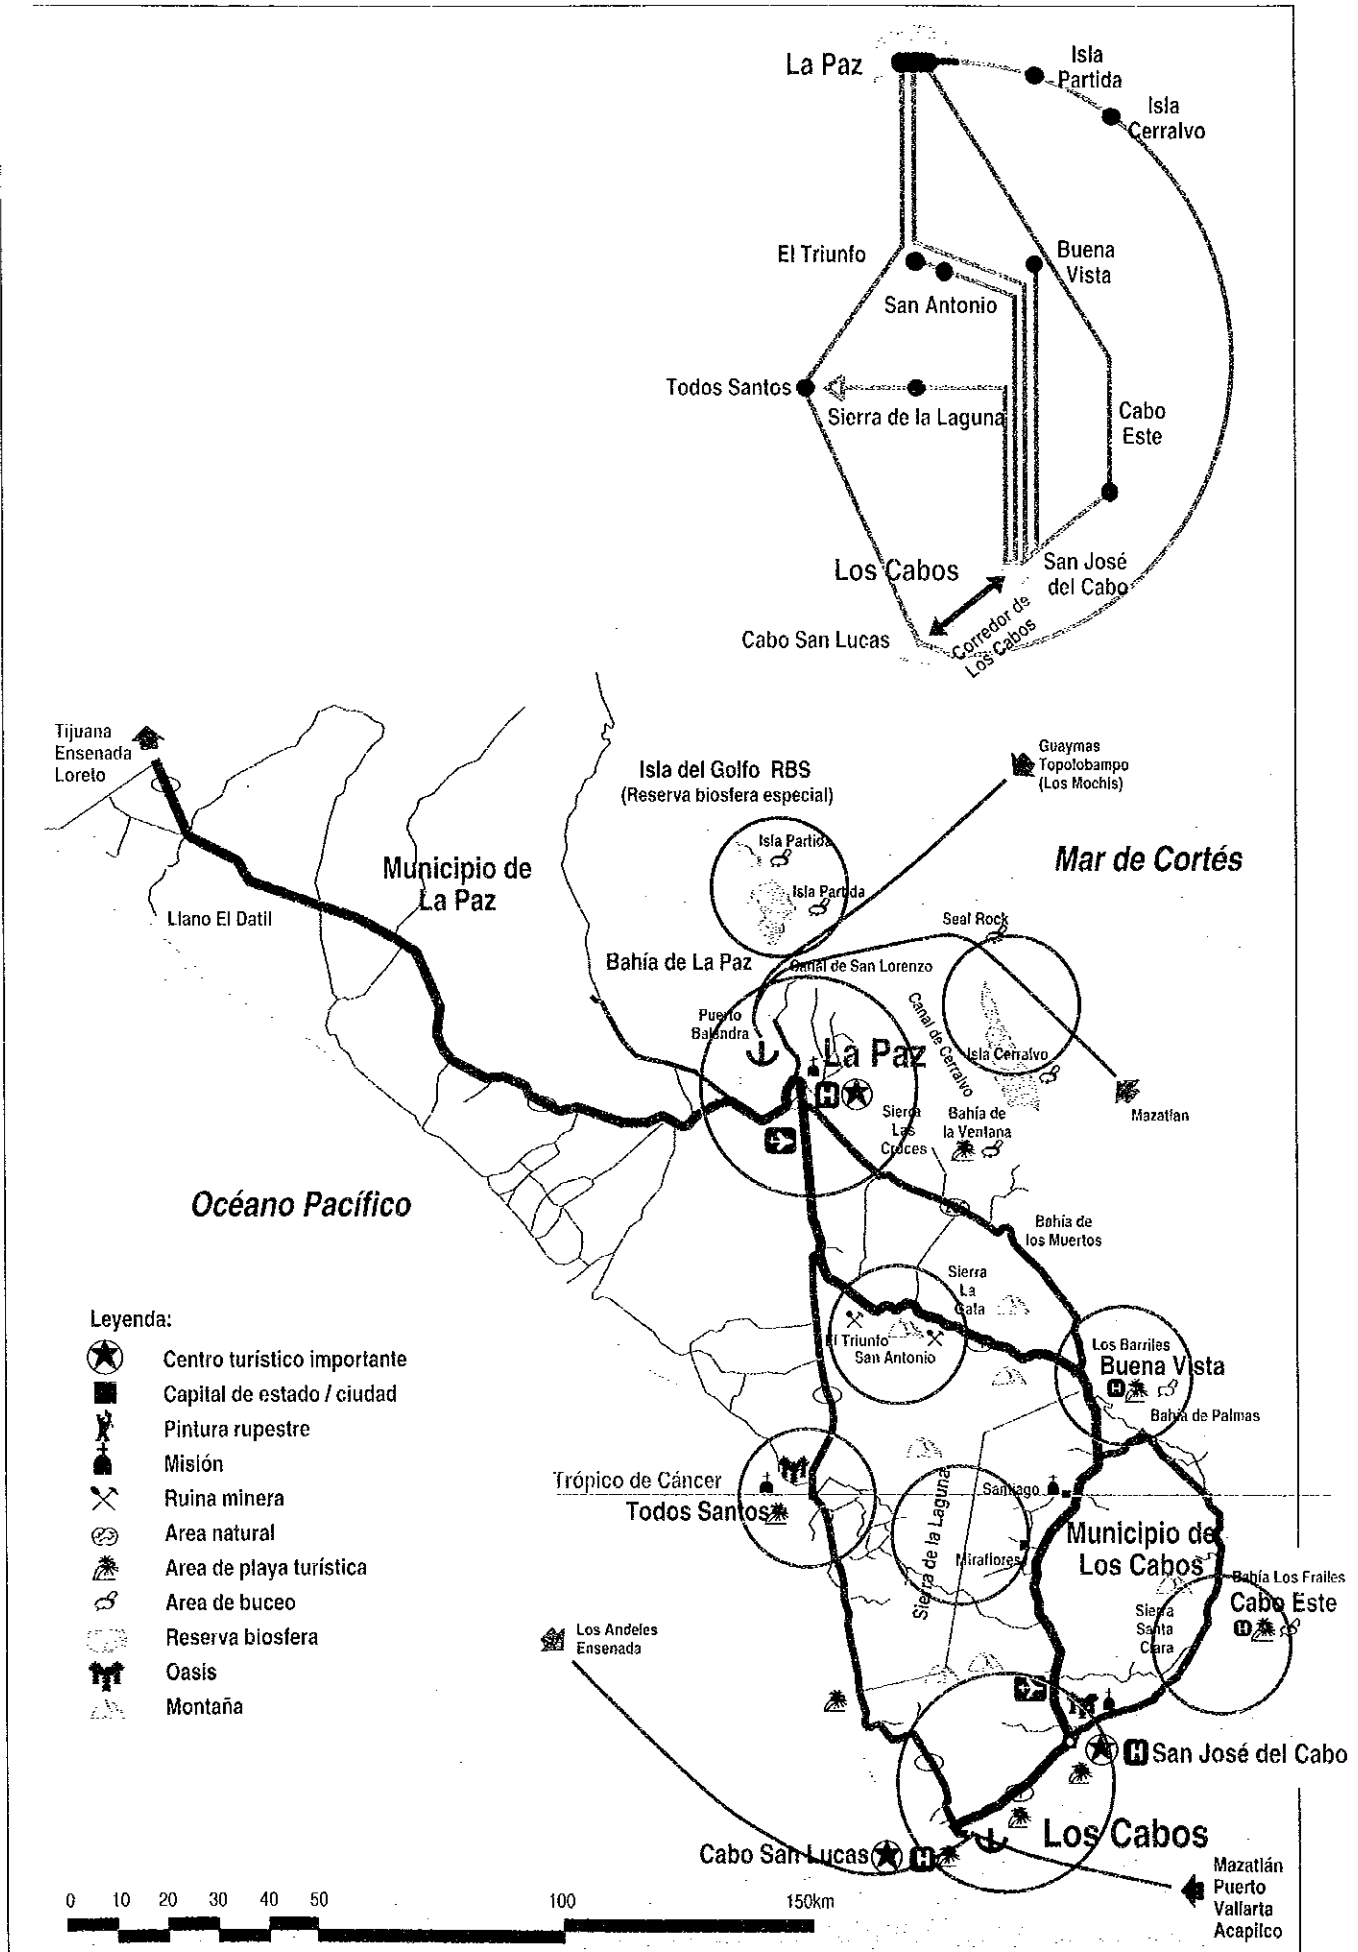 La Paz
Isla
Partida
Isla
Cerralvo
El Triunfo
Buena
Vista
San Antonio
Todos Santos
Sierra de la Laguna
Cabo
Este
Los Cabos
San José
del Cabo
Cabo San Lucas
Corredor de
Los Cabos
Tijuana
Ensenada
Loreto
Guaymas
Topolobampo
(Los Mochis)
Isla del Golfo RBS
(Reserva biosfera especial)
Isla Partida
Isla Partida
Mar de Cortés
Municipio de
La Paz
Llano El Datil
Seal Rock
Bahía de La Paz
Canal de San Lorenzo
Canal de Cerralvo
Puerto
Balandra
La Paz
Isla Cerralvo
Mazatlan
Sierra
Las
Cruces
Bahía de
la Ventana
Océano Pacífico
Bahía de
los Muertos
Sierra
La
Gata
El Triunfo
San Antonio
Los Barriles
Buena Vista
Bahía de Palmas
Leyenda:
Centro turístico importante
Capital de estado / ciudad
Pintura rupestre
Misión
Ruina minera
Area natural
Area de playa turística
Area de buceo
Reserva biosfera
Oasis
Montaña
Trópico de Cáncer
Todos Santos
Sierra de la Laguna
Santiago
Miraflores
Municipio de
Los Cabos
Bahía Los Frailes
Cabo Este
Sierra
Santa
Clara
Los Andeles
Ensenada
H San José del Cabo
Los Cabos
Cabo San Lucas
H
Mazatlán
Puerto
Vallarta
Acapilco
0 10 20 30 40 50 100 150km